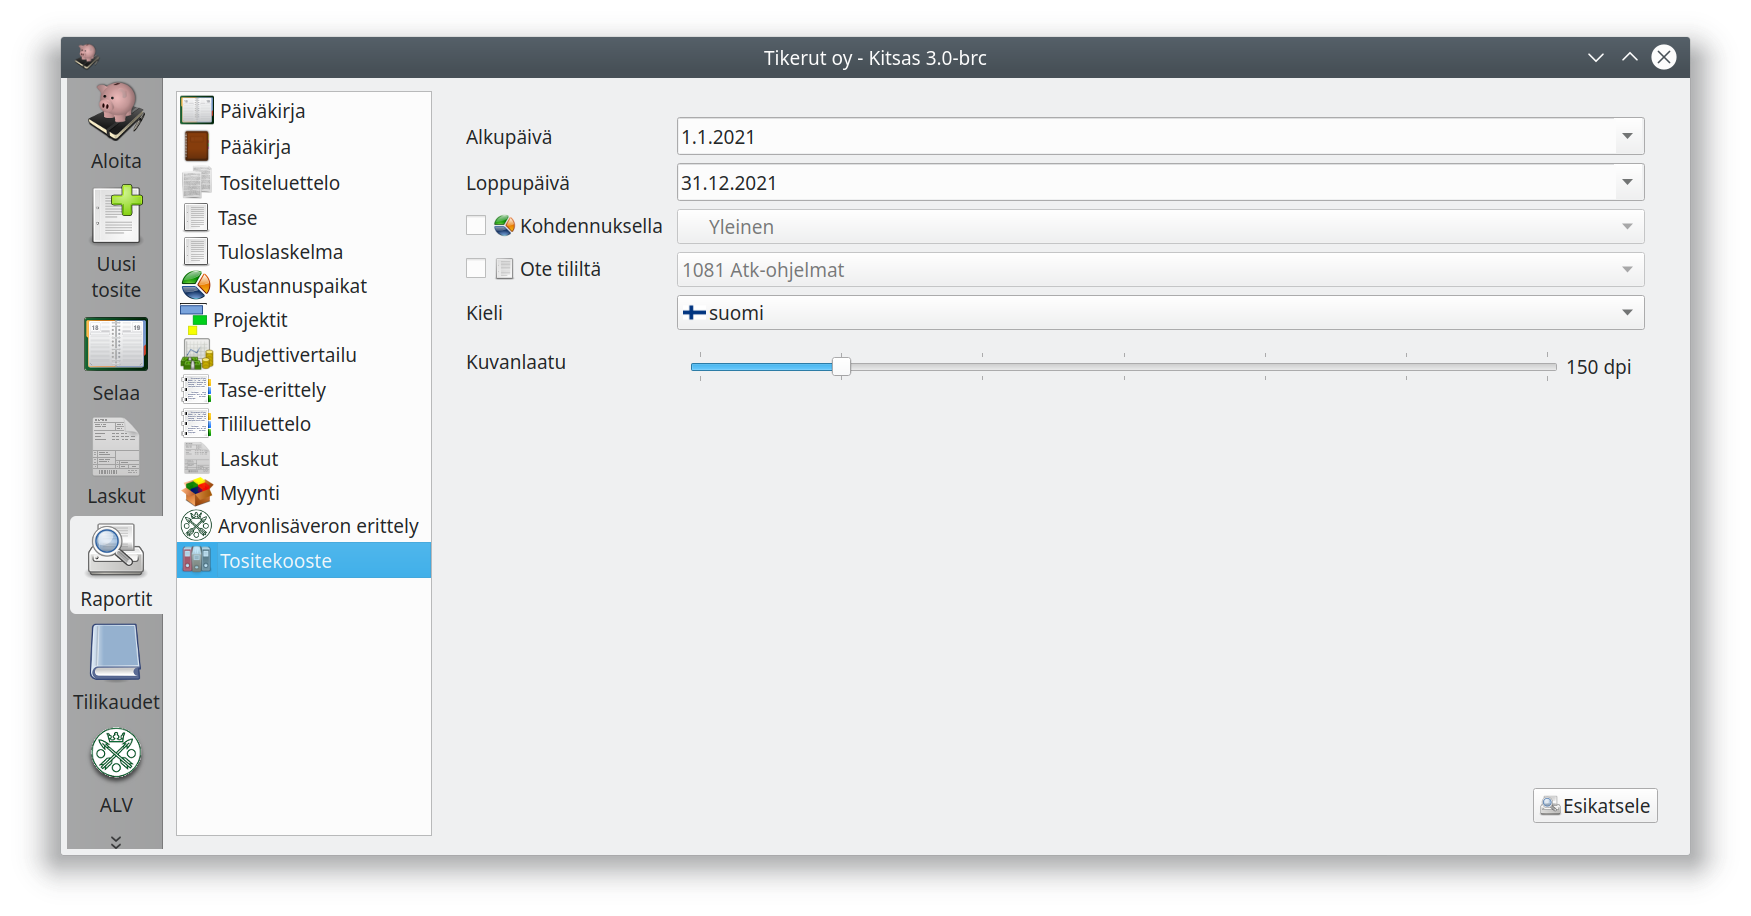 Tikerut oy - Kitsas 3.0-brc
Aloita
Uusi
tosite
Selaa
Laskut
Raportit
Tilikaudet
ALV
Päiväkirja
Pääkirja
Tositeluettelo
Tase
Tuloslaskelma
Kustannuspaikat
Projektit
Budjettivertailu
Tase-erittely
Tililuettelo
Laskut
Myynti
Arvonlisäveron erittely
Tositekooste
Alkupäivä 1.1.2021
Loppupäivä 31.12.2021
Kohdennuksella Yleinen
Ote tililtä 1081 Atk-ohjelmat
Kieli suomi
Kuvanlaatu 150 dpi
Esikatsele